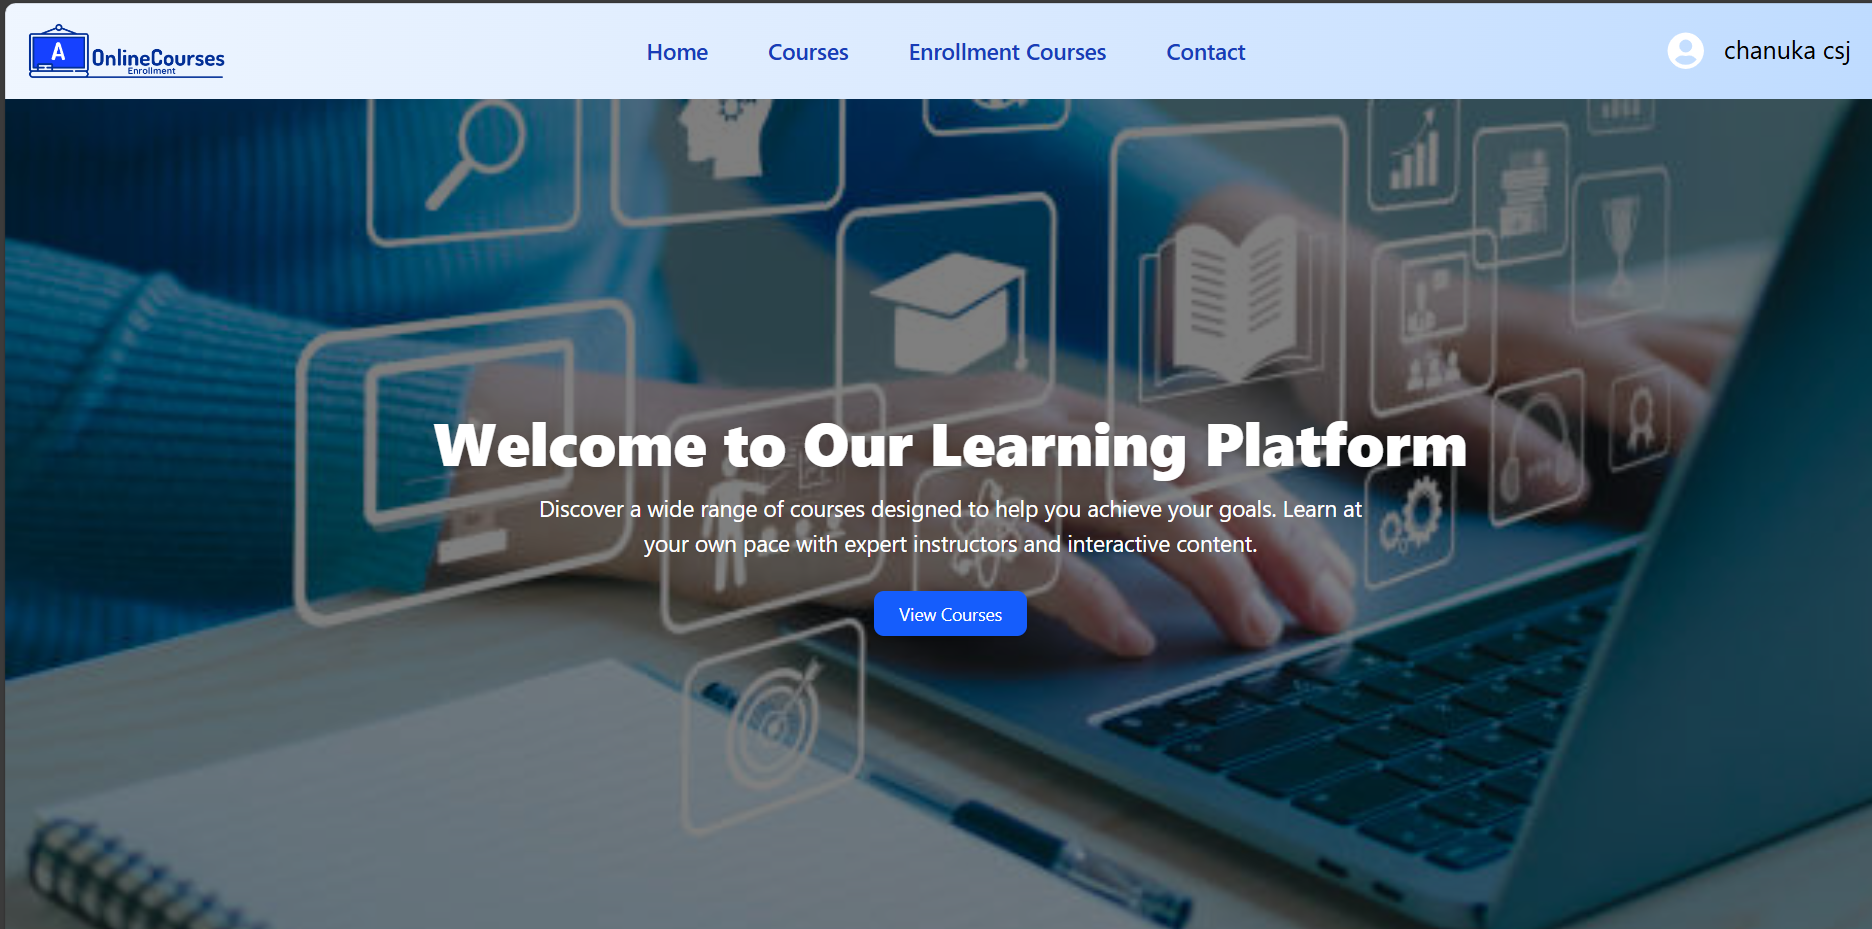 A
OnlineCourses
Enrollment
Home
Courses
Enrollment Courses
Contact
chanuka csj
Welcome to Our Learning Platform
Discover a wide range of courses designed to help you achieve your goals. Learn at
your own pace with expert instructors and interactive content.
View Courses